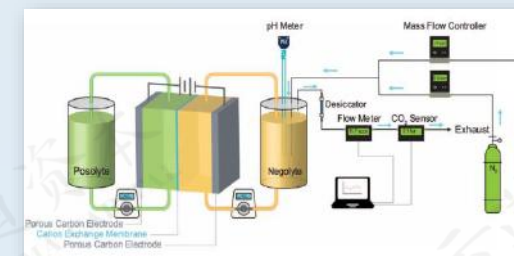 pH Meter
Mass Flow Controller
Desiccator
Flow Meter
CO₂ Sensor
Exhaust
Posolyte
Negolyte
N₂
Porous Carbon Electrode
Cation Exchange Membrane
Porous Carbon Electrode